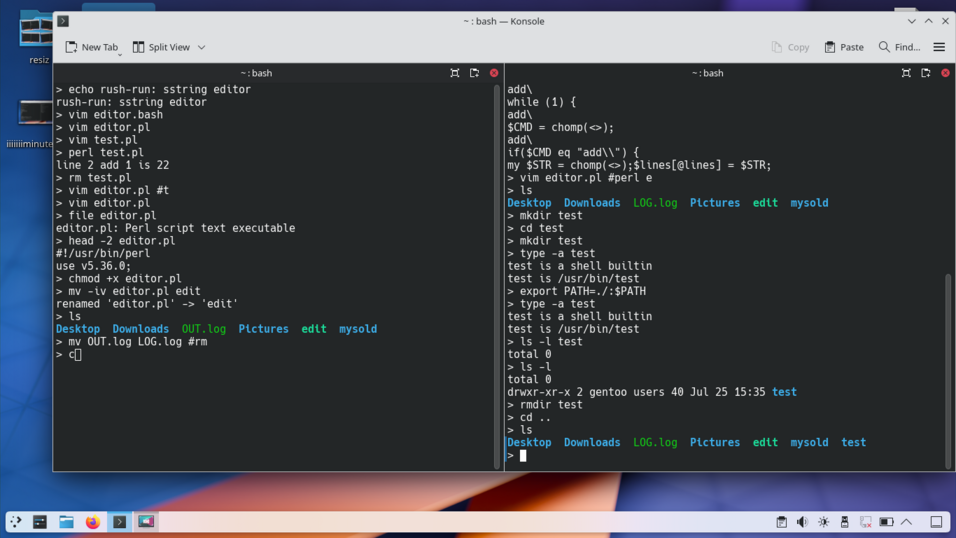 ~ : bash — Konsole
New Tab
Split View
Copy
Paste
Find...
resiz
iiiiiiiminute
~ : bash
> echo rush-run: sstring editor
rush-run: sstring editor
> vim editor.bash
> vim editor.pl
> vim test.pl
> perl test.pl
line 2 add 1 is 22
> rm test.pl
> vim editor.pl #t
> vim editor.pl
> file editor.pl
editor.pl: Perl script text executable
> head -2 editor.pl
#!/usr/bin/perl
use v5.36.0;
> chmod +x editor.pl
> mv -iv editor.pl edit
renamed 'editor.pl' -> 'edit'
> ls
Desktop Downloads OUT.log Pictures edit mysold
> mv OUT.log LOG.log #rm
> c
~ : bash
add\
while (1) {
add\
$CMD = chomp(<>);
add\
if($CMD eq "add\\") {
my $STR = chomp(<>);$lines[@lines] = $STR;
> vim editor.pl #perl e
> ls
Desktop Downloads LOG.log Pictures edit mysold
> mkdir test
> cd test
> mkdir test
> type -a test
test is a shell builtin
test is /usr/bin/test
> export PATH=./:$PATH
> type -a test
test is a shell builtin
test is /usr/bin/test
> ls -l test
total 0
> ls -l
total 0
drwxr-xr-x 2 gentoo users 40 Jul 25 15:35 test
> rmdir test
> cd ..
> ls
Desktop Downloads LOG.log Pictures edit mysold test
>